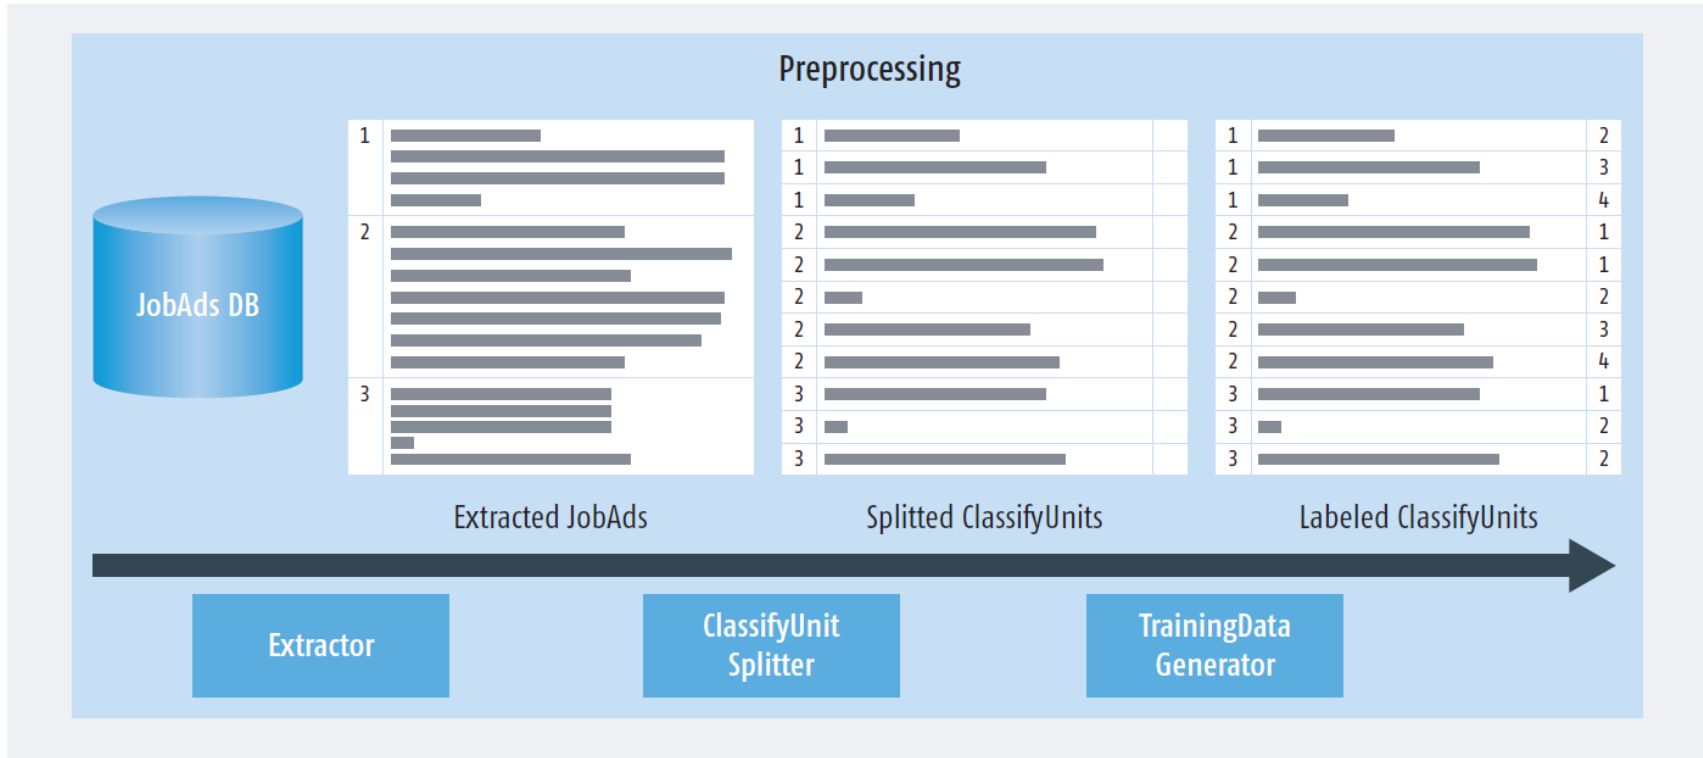 Preprocessing
JobAds DB
1
2
3
1
1
1
2
2
2
2
2
3
3
3
1 2
1 3
1 4
2 1
2 1
2 2
2 3
2 4
3 1
3 2
3 2
Extracted JobAds
Splitted ClassifyUnits
Labeled ClassifyUnits
Extractor
ClassifyUnit
Splitter
TrainingData
Generator